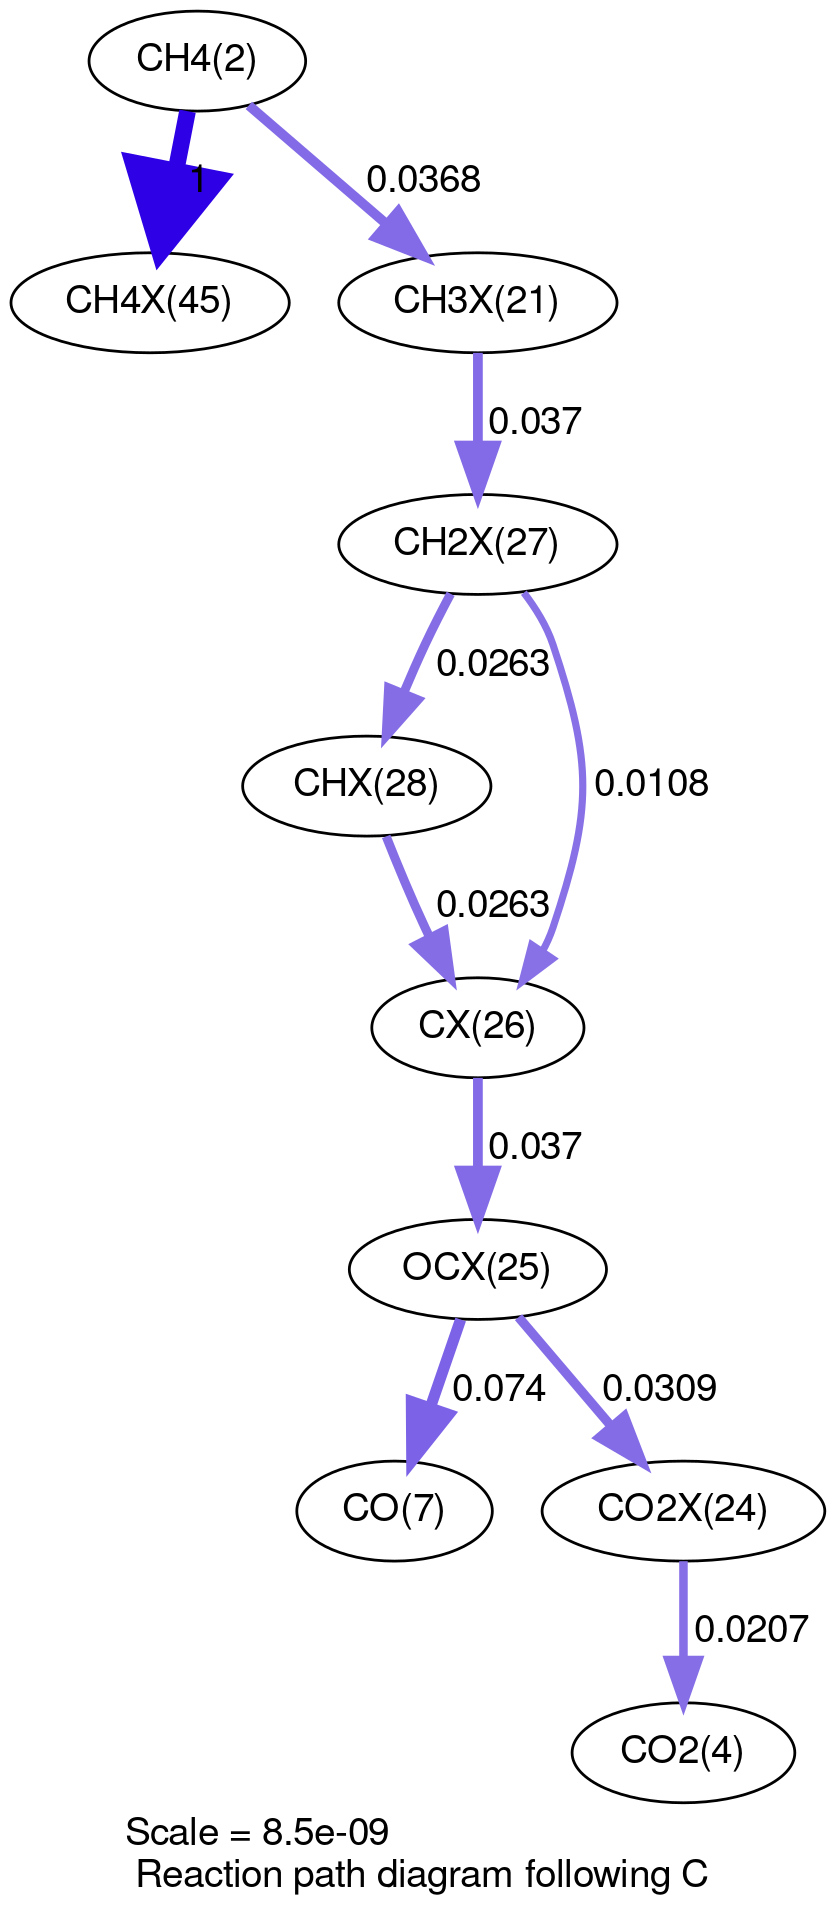 CH4(2)
1
0.0368
CH4X(45)
CH3X(21)
0.037
CH2X(27)
0.0263
CHX(28)
0.0108
0.0263
CX(26)
0.037
OCX(25)
0.074
0.0309
CO(7)
CO2X(24)
0.0207
CO2(4)
Scale = 8.5e-09
Reaction path diagram following C